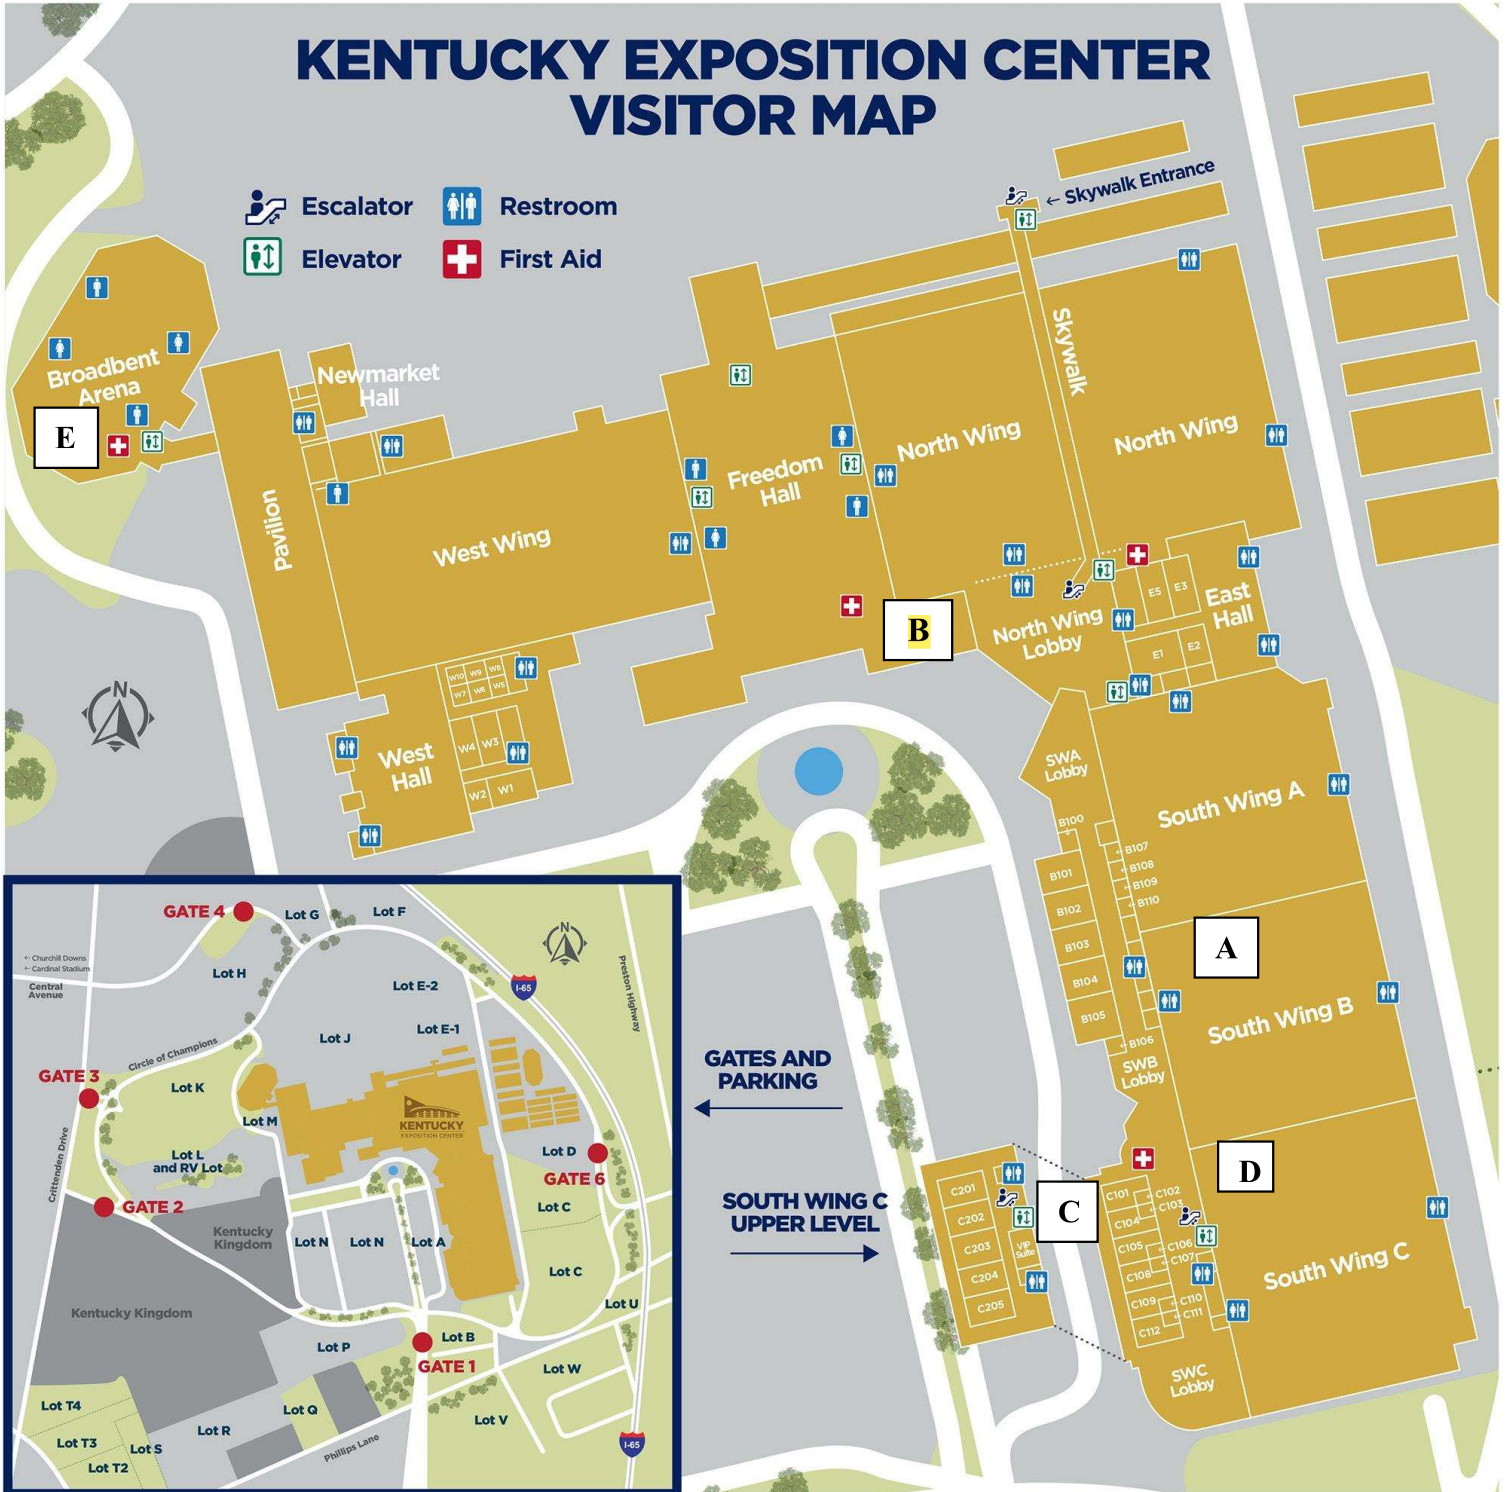 KENTUCKY EXPOSITION CENTER
VISITOR MAP
Escalator
Restroom
Elevator
First Aid
← Skywalk Entrance
Skywalk
Broadbent
Arena
E
Newmarket
Hall
Pavilion
West Wing
Freedom
Hall
North Wing
North Wing
B
North Wing
Lobby
E5
E3
East
Hall
E1
E2
N
W10
W9
W8
W7
W6
W5
West
Hall
W4
W3
W2
W1
SWA
Lobby
South Wing A
B100
←B107
←B108
←B109
←B110
B101
B102
B103
B104
B105
←B106
A
South Wing B
SWB
Lobby
D
C
C101
←C102
←C103
C104
C105
←C106
←C107
C108
C109
←C110
←C111
C112
South Wing C
SWC
Lobby
GATES AND
PARKING
SOUTH WING C
UPPER LEVEL
C201
C202
C203
C204
C205
VIP
Suite
GATE 4
Lot G
Lot F
N
← Churchill Downs
← Cardinal Stadium
Central
Avenue
Lot H
Lot E-2
I-65
Preston Highway
Lot J
Lot E-1
Circle of Champions
GATE 3
Lot K
Lot M
KENTUCKY
EXPOSITION CENTER
Lot D
GATE 6
Crittenden Drive
Lot L
and RV Lot
GATE 2
Kentucky
Kingdom
Lot N
Lot N
Lot A
Lot C
Lot C
Kentucky Kingdom
Lot U
Lot P
Lot B
GATE 1
Lot W
Lot T4
Lot Q
Lot V
Lot R
Lot T3
Lot S
Lot T2
Phillips Lane
I-65